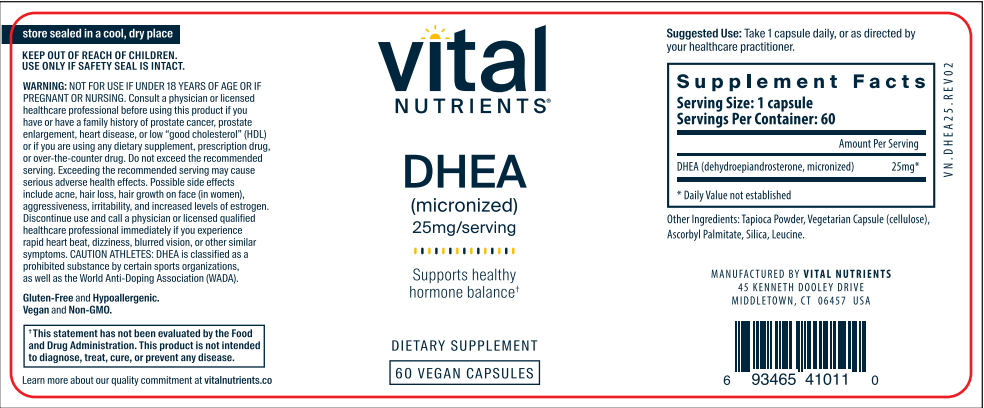 store sealed in a cool, dry place
KEEP OUT OF REACH OF CHILDREN.
USE ONLY IF SAFETY SEAL IS INTACT.
WARNING: NOT FOR USE IF UNDER 18 YEARS OF AGE OR IF
PREGNANT OR NURSING. Consult a physician or licensed
healthcare professional before using this product if you
have or have a family history of prostate cancer, prostate
enlargement, heart disease, or low “good cholesterol” (HDL)
or if you are using any dietary supplement, prescription drug,
or over-the-counter drug. Do not exceed the recommended
serving. Exceeding the recommended serving may cause
serious adverse health effects. Possible side effects
include acne, hair loss, hair growth on face (in women),
aggressiveness, irritability, and increased levels of estrogen.
Discontinue use and call a physician or licensed qualified
healthcare professional immediately if you experience
rapid heart beat, dizziness, blurred vision, or other similar
symptoms. CAUTION ATHLETES: DHEA is classified as a
prohibited substance by certain sports organizations,
as well as the World Anti-Doping Association (WADA).
Gluten-Free and Hypoallergenic.
Vegan and Non-GMO.
†This statement has not been evaluated by the Food
and Drug Administration. This product is not intended
to diagnose, treat, cure, or prevent any disease.
Learn more about our quality commitment at vitalnutrients.co
vital
NUTRIENTS®
DHEA
(micronized)
25mg/serving
Supports healthy
hormone balance†
DIETARY SUPPLEMENT
60 VEGAN CAPSULES
Suggested Use: Take 1 capsule daily, or as directed by
your healthcare practitioner.
Supplement Facts
Serving Size: 1 capsule
Servings Per Container: 60
Amount Per Serving
DHEA (dehydroepiandrosterone, micronized) 25mg*
* Daily Value not established
Other Ingredients: Tapioca Powder, Vegetarian Capsule (cellulose),
Ascorbyl Palmitate, Silica, Leucine.
MANUFACTURED BY VITAL NUTRIENTS
45 KENNETH DOOLEY DRIVE
MIDDLETOWN, CT 06457 USA
6 93465 41011 0
VN.DHEA25.REV02